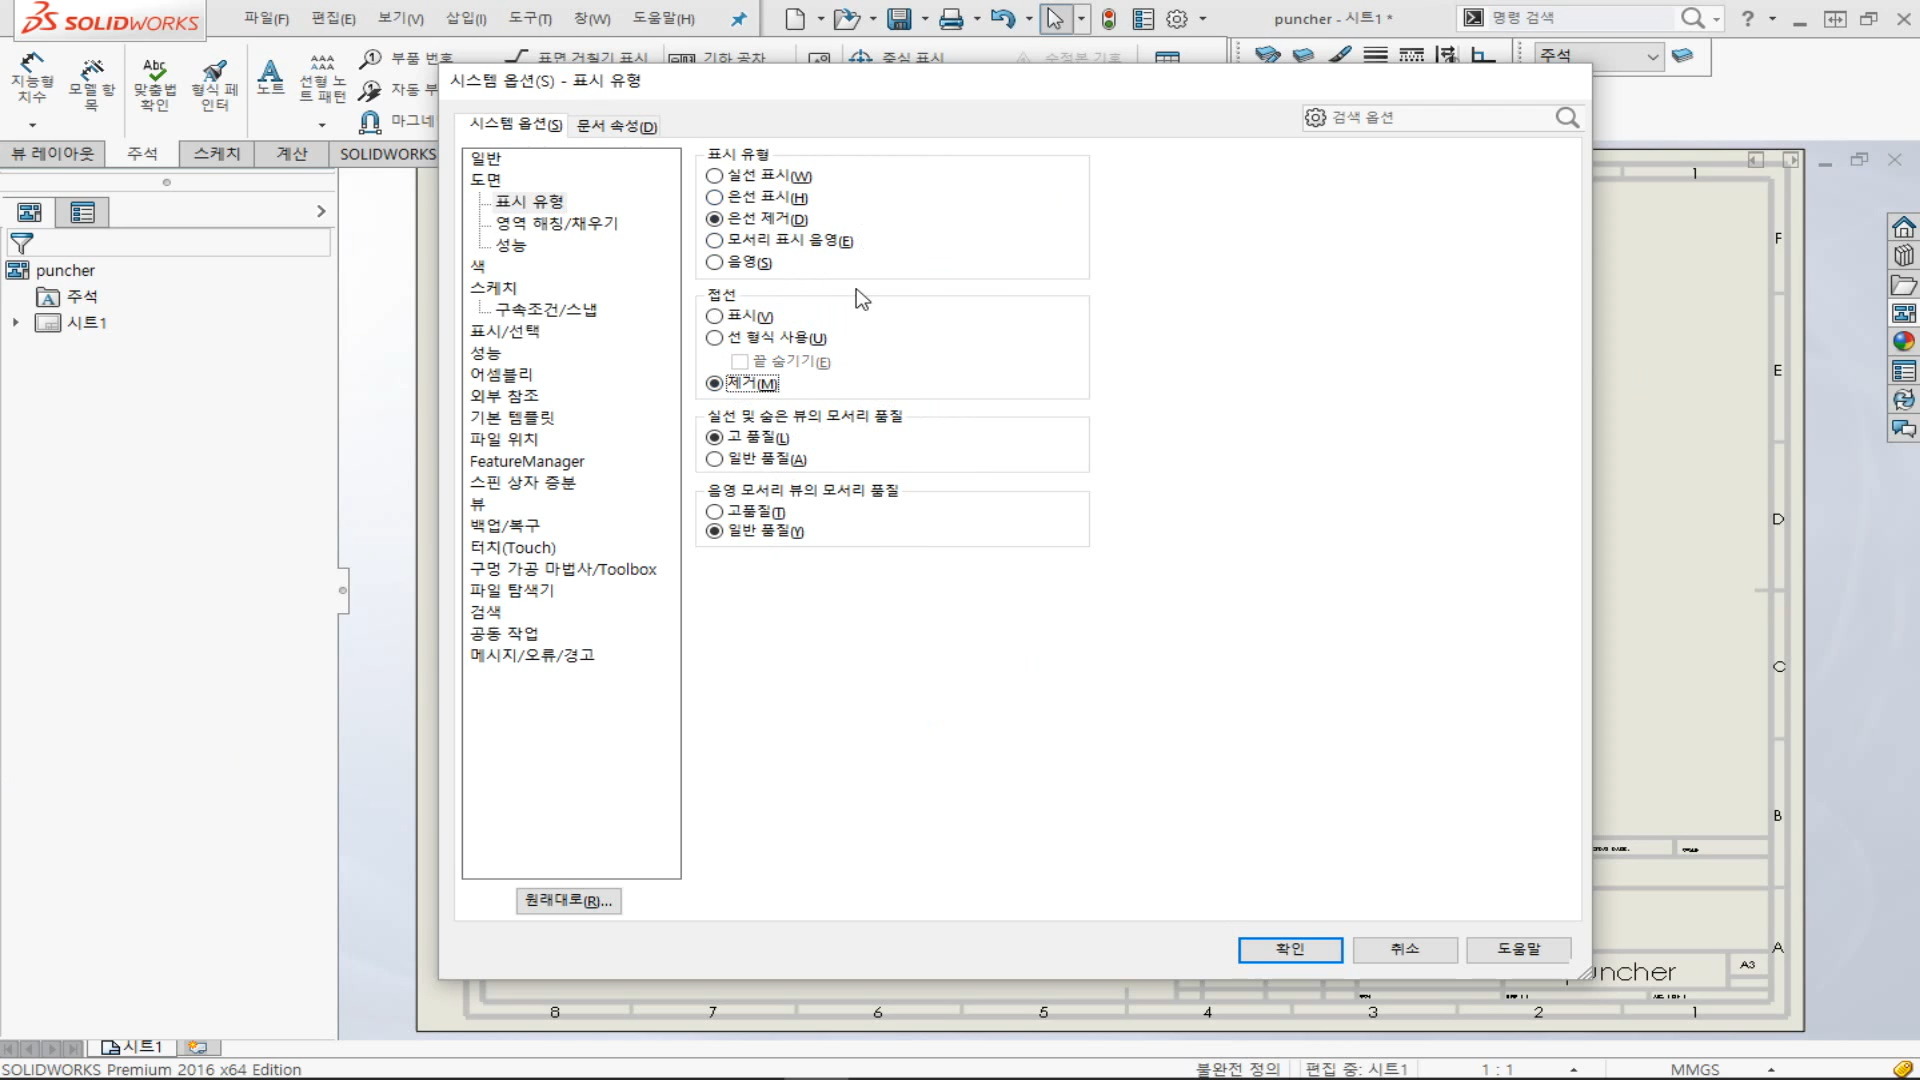 SOLIDWORKS
파일(F) 편집(E) 보기(V) 삽입(I) 도구(T) 창(W) 도움말(H)
puncher - 시트1 *
명령 검색
지능형 치수
모델 항목
Abc
맞춤법 확인
형식 페인터
노트
선형 노트 패턴
부품 번호
자동 부
마그네
표면 거칠기 표시
기하 공차
중심 표시
수정본 기호
주석
뷰 레이아웃
주석
스케치
계산
SOLIDWORKS
puncher
주석
시트1
시스템 옵션(S) - 표시 유형
시스템 옵션(S)
문서 속성(D)
검색 옵션
일반
도면
표시 유형
영역 해칭/채우기
성능
색
스케치
구속조건/스냅
표시/선택
성능
어셈블리
외부 참조
기본 템플릿
파일 위치
FeatureManager
스핀 상자 증분
뷰
백업/복구
터치(Touch)
구멍 가공 마법사/Toolbox
파일 탐색기
검색
공동 작업
메시지/오류/경고
원래대로(R)...
표시 유형
실선 표시(W)
은선 표시(H)
은선 제거(D)
모서리 표시 음영(E)
음영(S)
접선
표시(V)
선 형식 사용(U)
끝 숨기기(E)
제거(M)
실선 및 숨은 뷰의 모서리 품질
고 품질(L)
일반 품질(A)
음영 모서리 뷰의 모서리 품질
고품질(T)
일반 품질(Y)
확인
취소
도움말
1
F
E
D
C
B
A
uncher
A3
8 7 6 5 4 3 2 1
시트1
SOLIDWORKS Premium 2016 x64 Edition
불완전 정의
편집 중: 시트1
1 : 1
MMGS